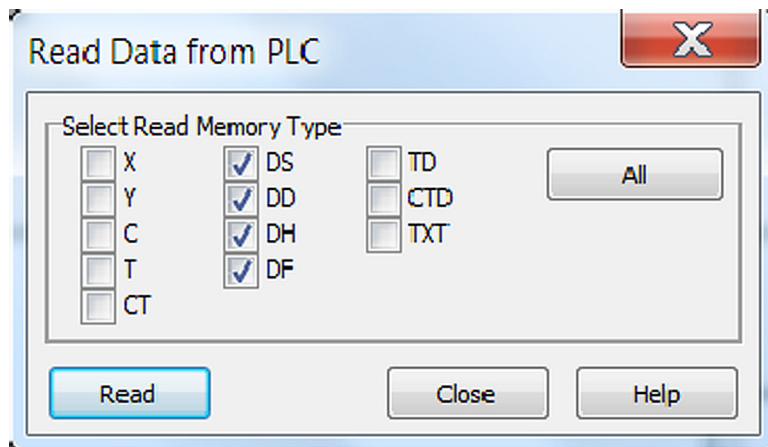 Read Data from PLC
Select Read Memory Type
X DS TD All
Y DD CTD
C DH TXT
T DF
CT
Read Close Help